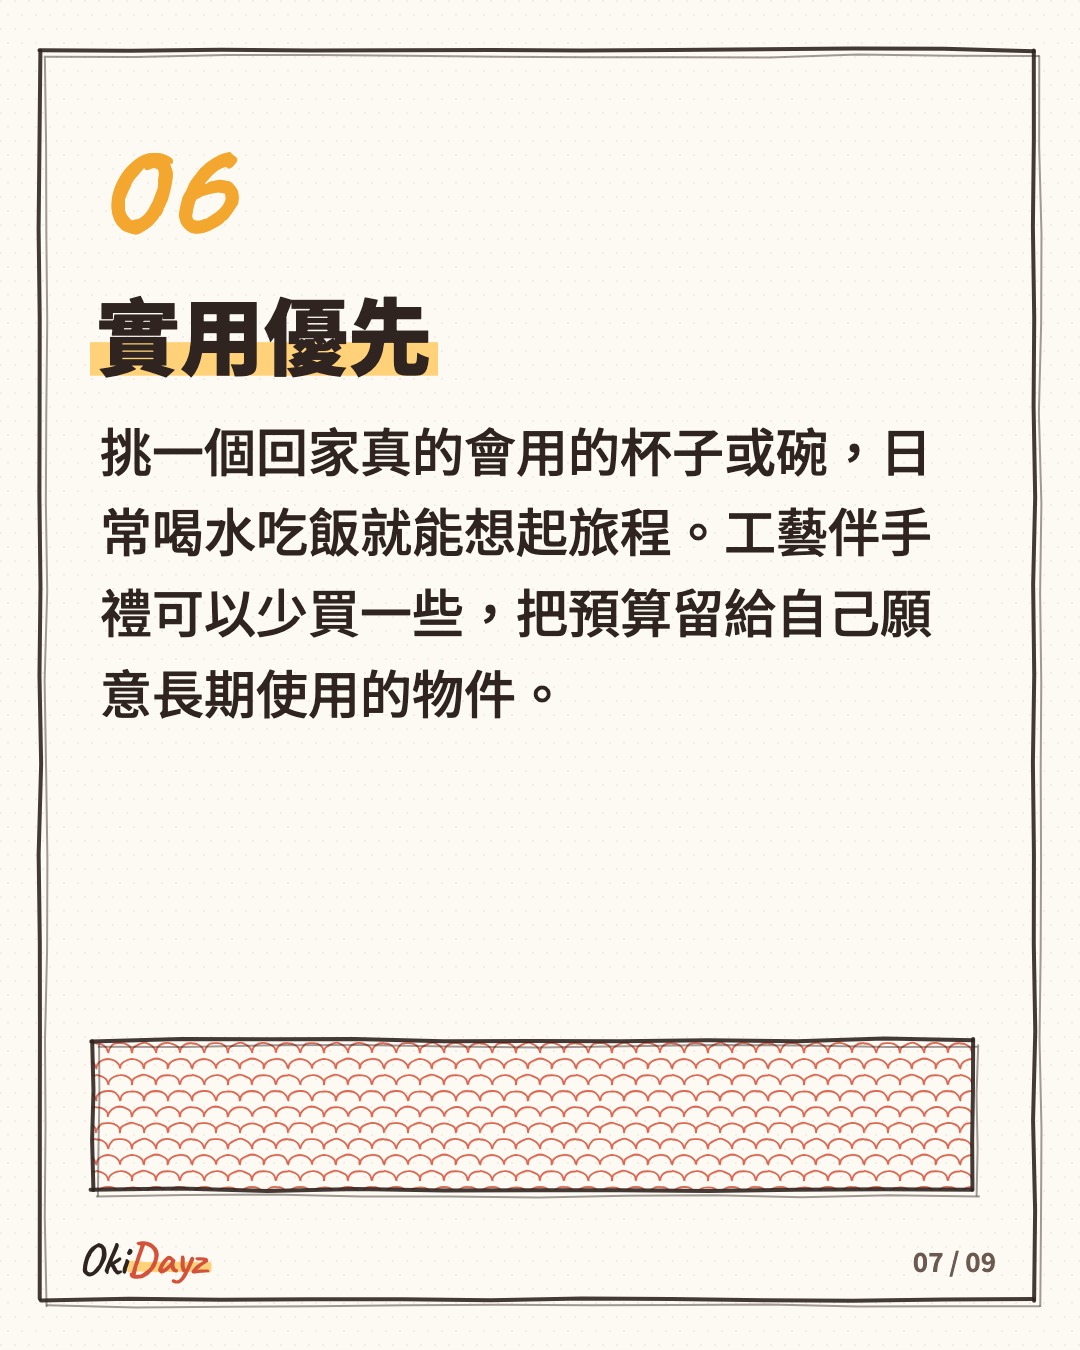 06
實用優先
挑一個回家真的會用的杯子或碗，日
常喝水吃飯就能想起旅程。工藝伴手
禮可以少買一些，把預算留給自己願
意長期使用的物件。
OkiDayz
07 / 09